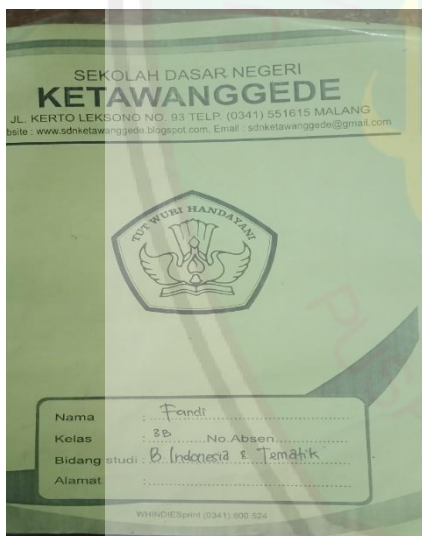 SEKOLAH DASAR NEGERI
KETAWANGGEDE
JL. KERTO LEKSONO NO. 93 TELP. (0341) 551615 MALANG
bsite : www.sdnketawanggede.blogspot.com, Email : sdnketawanggede@gmail.com
TUT WURI HANDAYANI
Nama : Fandi
Kelas : 3B No.Absen
Bidang studi : B. Indonesia & Tematik
Alamat :
WHINDIESprint (0341) 600 524